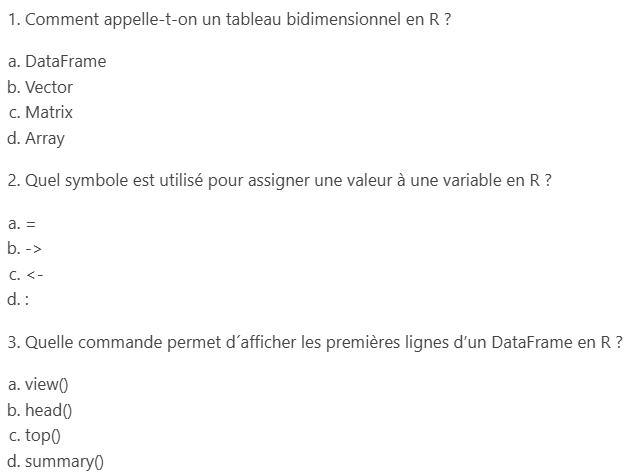 1. Comment appelle-t-on un tableau bidimensionnel en R ?
a. DataFrame
b. Vector
c. Matrix
d. Array
2. Quel symbole est utilisé pour assigner une valeur à une variable en R ?
a. =
b. ->
c. <-
d. :
3. Quelle commande permet d´afficher les premières lignes d’un DataFrame en R ?
a. view()
b. head()
c. top()
d. summary()